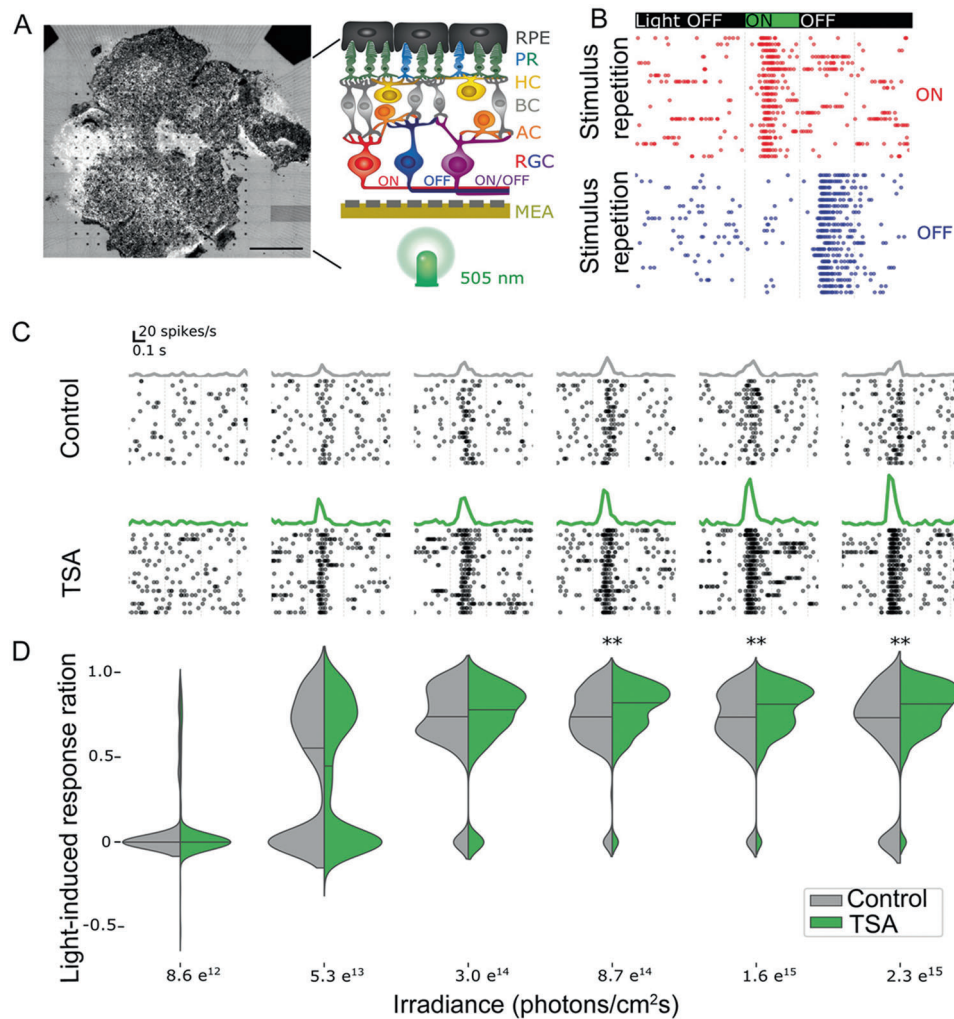 A
RPE
PR
HC
BC
AC
RGC
ON
OFF
ON/OFF
MEA
505 nm
B
Light OFF
ON
OFF
Stimulus
repetition
ON
Stimulus
repetition
OFF
C
20 spikes/s
0.1 s
Control
TSA
D
** ** **
Light-induced response ration
1.0-
0.5-
0-
-0.5-
Control
TSA
8.6 e12 5.3 e13 3.0 e14 8.7 e14 1.6 e15 2.3 e15
Irradiance (photons/cm2s)